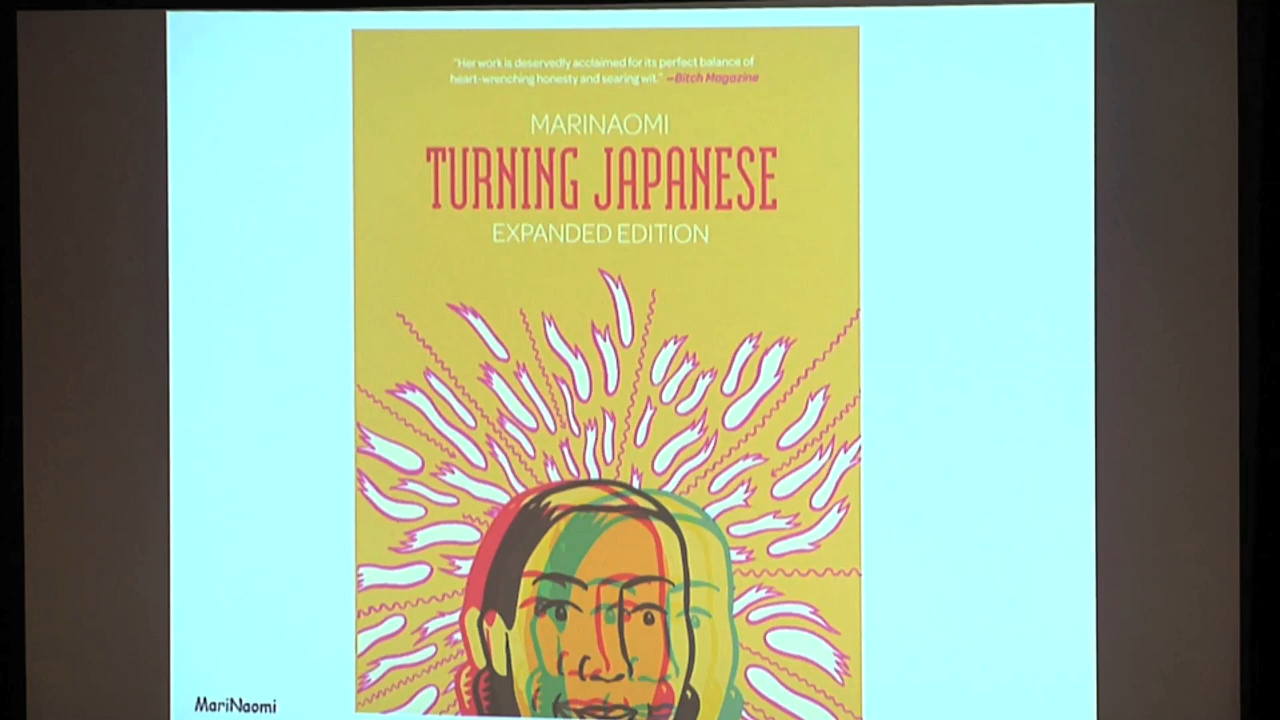 "Her work is deservedly acclaimed for its perfect balance of
heart-wrenching honesty and searing wit." —Bitch Magazine
MARINAOMI
TURNING JAPANESE
EXPANDED EDITION
MariNaomi